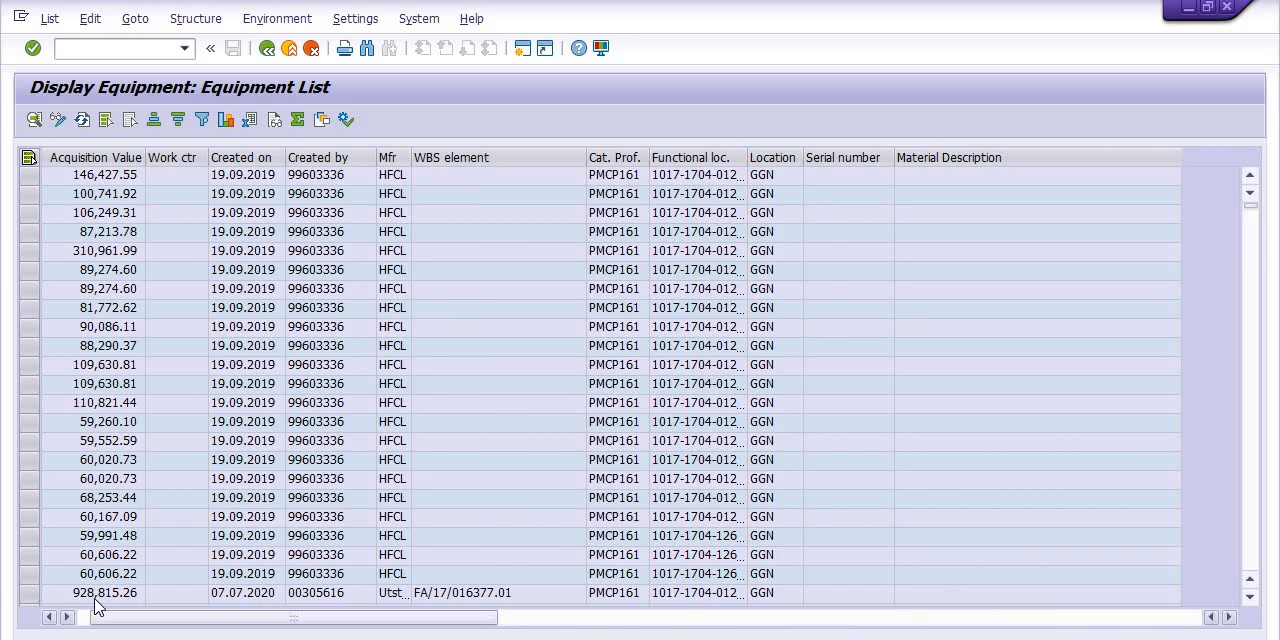 List Edit Goto Structure Environment Settings System Help
Display Equipment: Equipment List
Acquisition Value Work ctr Created on Created by Mfr WBS element Cat. Prof. Functional loc. Location Serial number Material Description
146,427.55 19.09.2019 99603336 HFCL PMCP161 1017-1704-012... GGN
100,741.92 19.09.2019 99603336 HFCL PMCP161 1017-1704-012... GGN
106,249.31 19.09.2019 99603336 HFCL PMCP161 1017-1704-012... GGN
87,213.78 19.09.2019 99603336 HFCL PMCP161 1017-1704-012... GGN
310,961.99 19.09.2019 99603336 HFCL PMCP161 1017-1704-012... GGN
89,274.60 19.09.2019 99603336 HFCL PMCP161 1017-1704-012... GGN
89,274.60 19.09.2019 99603336 HFCL PMCP161 1017-1704-012... GGN
81,772.62 19.09.2019 99603336 HFCL PMCP161 1017-1704-012... GGN
90,086.11 19.09.2019 99603336 HFCL PMCP161 1017-1704-012... GGN
88,290.37 19.09.2019 99603336 HFCL PMCP161 1017-1704-012... GGN
109,630.81 19.09.2019 99603336 HFCL PMCP161 1017-1704-012... GGN
109,630.81 19.09.2019 99603336 HFCL PMCP161 1017-1704-012... GGN
110,821.44 19.09.2019 99603336 HFCL PMCP161 1017-1704-012... GGN
59,260.10 19.09.2019 99603336 HFCL PMCP161 1017-1704-012... GGN
59,552.59 19.09.2019 99603336 HFCL PMCP161 1017-1704-012... GGN
60,020.73 19.09.2019 99603336 HFCL PMCP161 1017-1704-012... GGN
60,020.73 19.09.2019 99603336 HFCL PMCP161 1017-1704-012... GGN
68,253.44 19.09.2019 99603336 HFCL PMCP161 1017-1704-012... GGN
60,167.09 19.09.2019 99603336 HFCL PMCP161 1017-1704-012... GGN
59,991.48 19.09.2019 99603336 HFCL PMCP161 1017-1704-126... GGN
60,606.22 19.09.2019 99603336 HFCL PMCP161 1017-1704-126... GGN
60,606.22 19.09.2019 99603336 HFCL PMCP161 1017-1704-126... GGN
928,815.26 07.07.2020 00305616 Utst... FA/17/016377.01 PMCP161 1017-1704-012... GGN